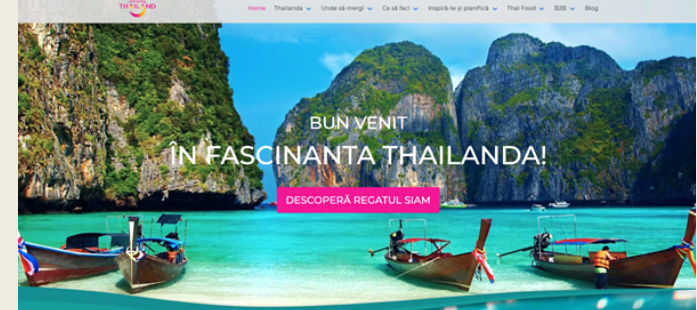 THAILAND
Home Thailanda Unde să mergi Ce să faci Inspiră-te și planifică Thai Food B2B Blog
BUN VENIT
ÎN FASCINANTA THAILANDA!
DESCOPERĂ REGATUL SIAM